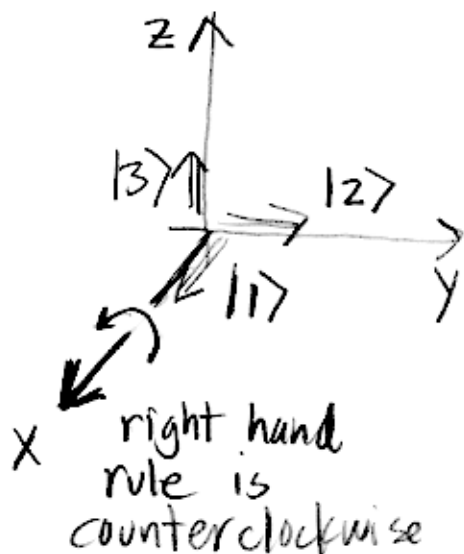 Z
|3⟩ |2⟩
y
|1⟩
X
right hand
rule is
counterclockwise